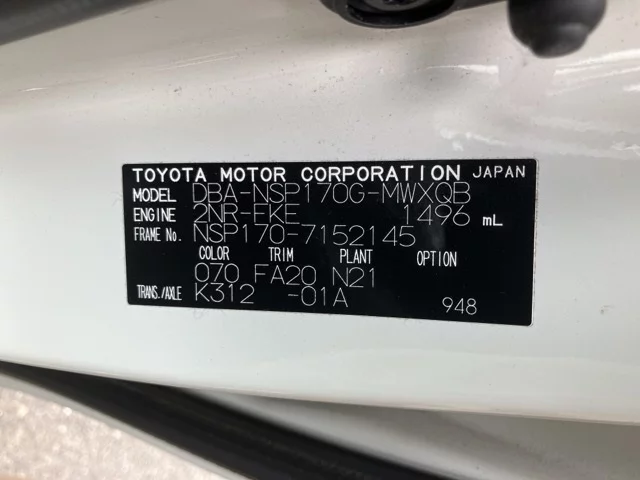 TOYOTA MOTOR CORPORATION JAPAN
MODEL DBA-NSP170G-MWXQB
ENGINE 2NR-FKE 1496 mL
FRAME No. NSP170-7152145
COLOR TRIM PLANT OPTION
070 FA20 N21
TRANS./AXLE K312 -01A
948